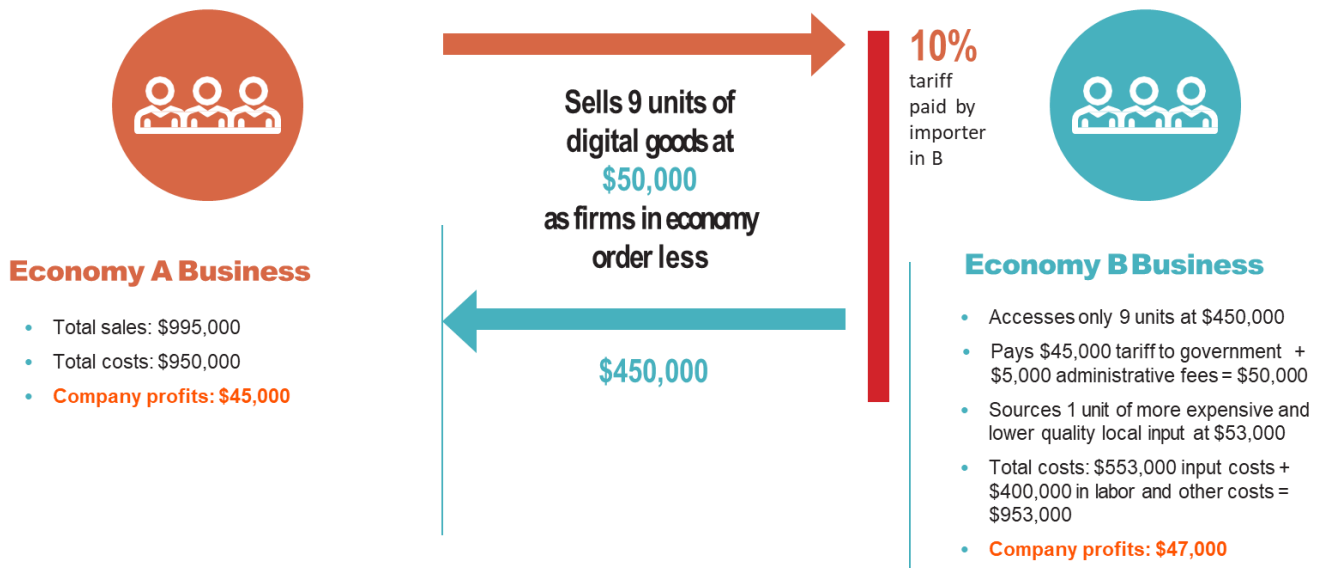 Sells 9 units of
digital goods at
$50,000
as firms in economy
order less
$450,000
10%
tariff
paid by
importer
in B
Economy A Business
• Total sales: $995,000
• Total costs: $950,000
• Company profits: $45,000
Economy B Business
• Accesses only 9 units at $450,000
• Pays $45,000 tariff to government +
$5,000 administrative fees = $50,000
• Sources 1 unit of more expensive and
lower quality local input at $53,000
• Total costs: $553,000 input costs +
$400,000 in labor and other costs =
$953,000
• Company profits: $47,000